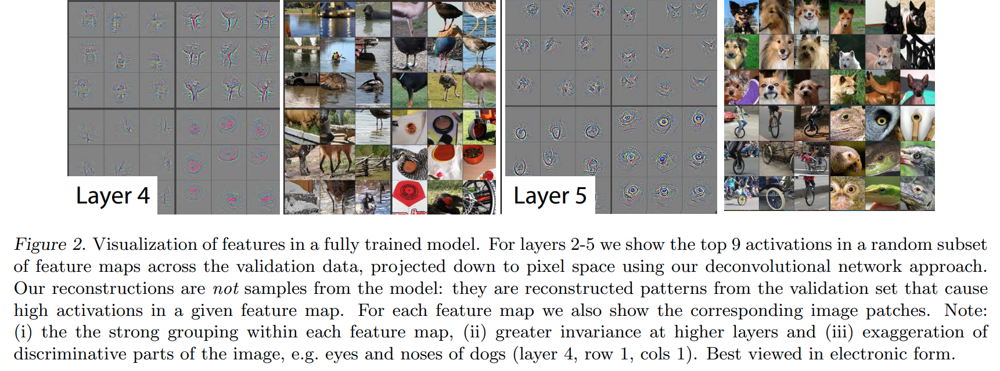 Layer 4
Layer 5
Figure 2. Visualization of features in a fully trained model. For layers 2-5 we show the top 9 activations in a random subset
of feature maps across the validation data, projected down to pixel space using our deconvolutional network approach.
Our reconstructions are not samples from the model: they are reconstructed patterns from the validation set that cause
high activations in a given feature map. For each feature map we also show the corresponding image patches. Note:
(i) the the strong grouping within each feature map, (ii) greater invariance at higher layers and (iii) exaggeration of
discriminative parts of the image, e.g. eyes and noses of dogs (layer 4, row 1, cols 1). Best viewed in electronic form.